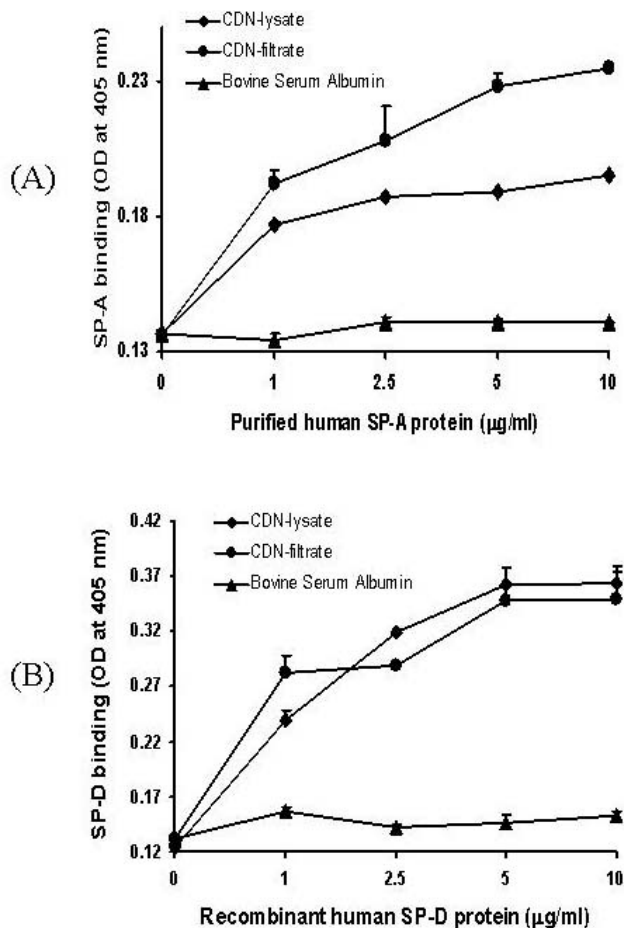 (A)
SP-A binding (OD at 405 nm)
CDN-lysate
CDN-filtrate
Bovine Serum Albumin
0.23
0.18
0.13
0 1 2.5 5 10
Purified human SP-A protein (µg/ml)
(B)
SP-D binding (OD at 405 nm)
CDN-lysate
CDN-filtrate
Bovine Serum Albumin
0.42
0.37
0.32
0.27
0.22
0.17
0.12
0 1 2.5 5 10
Recombinant human SP-D protein (µg/ml)